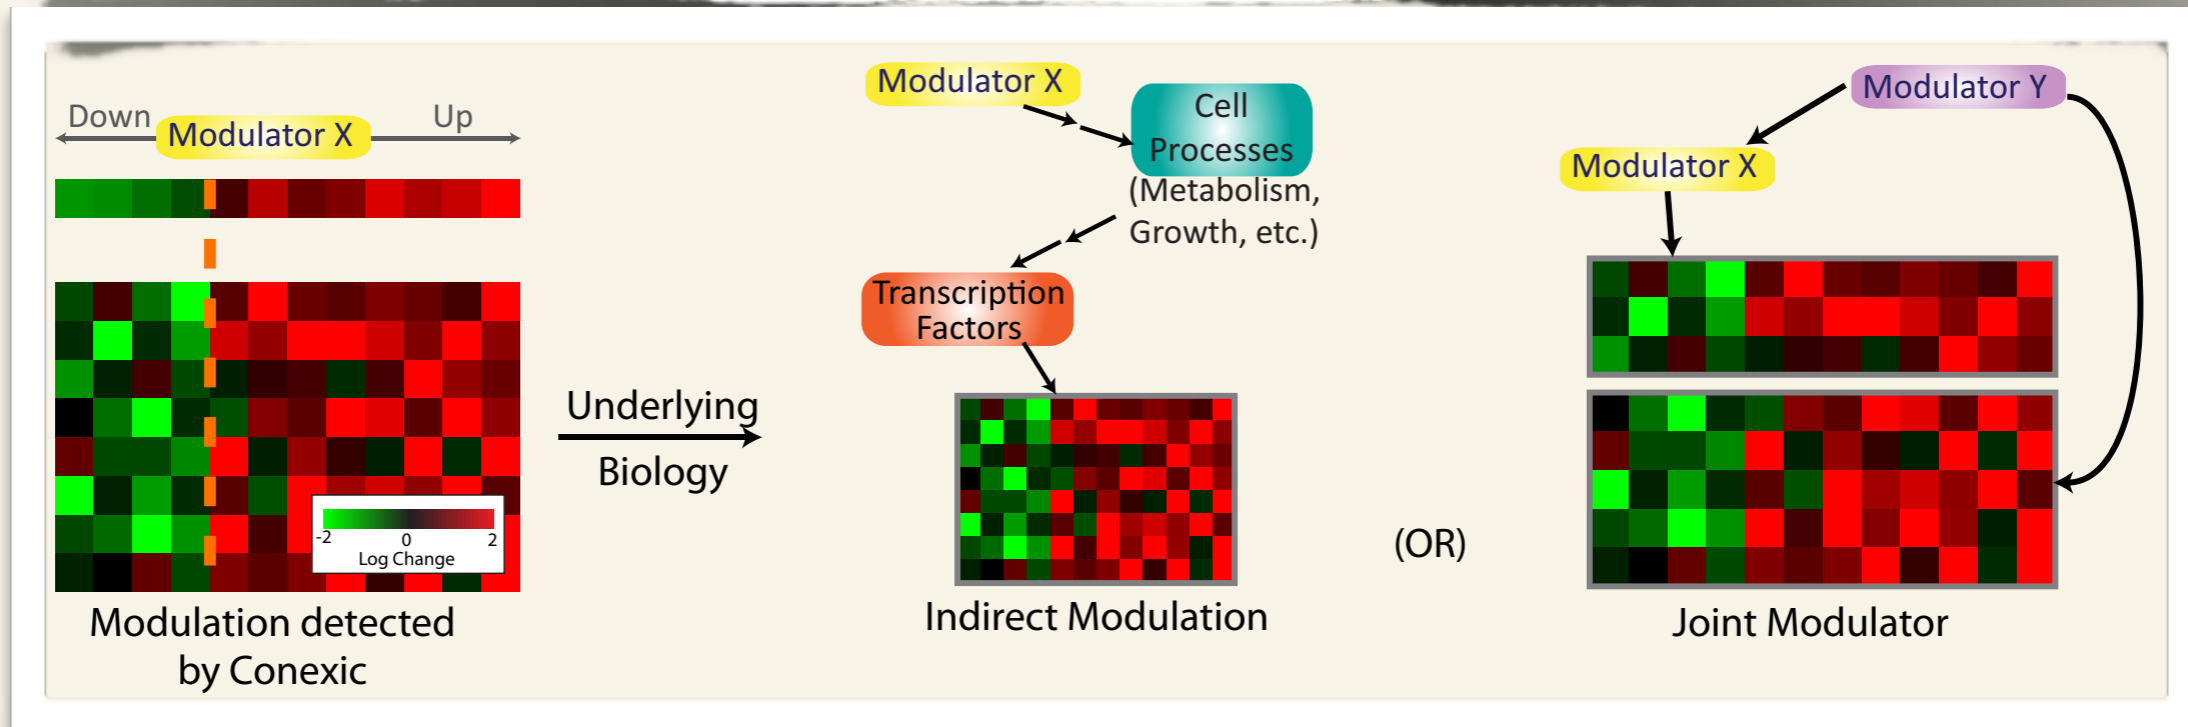 Down
Modulator X
Up
-2
0
2
Log Change
Modulation detected
by Conexic
Underlying
Biology
Modulator X
Cell
Processes
(Metabolism,
Growth, etc.)
Transcription
Factors
Indirect Modulation
(OR)
Modulator Y
Modulator X
Joint Modulator